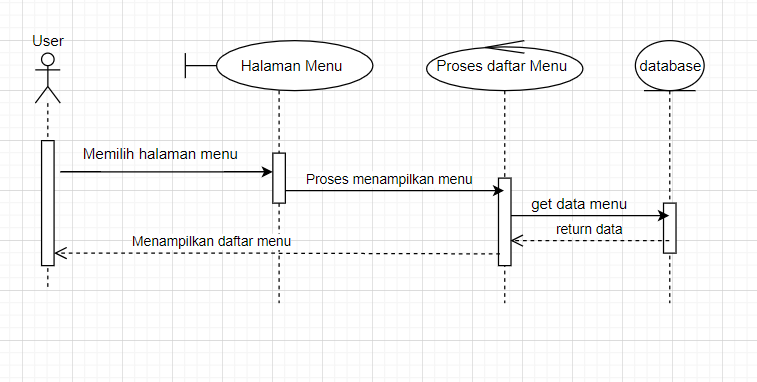 User
Halaman Menu
Proses daftar Menu
database
Memilih halaman menu
Proses menampilkan menu
get data menu
return data
Menampilkan daftar menu